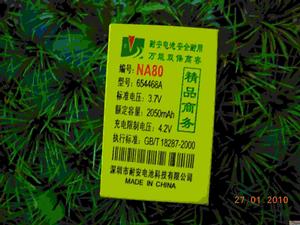 耐安电池安全耐用
万能双保高容
编号: NA80
型号: 654468A
标准电压: 3.7V
额定容量: 2050mAh
充电限制电压: 4.2V
执行标准: GB/T18287-2000
精品商务
深圳市耐安电池科技有限公司
MADE IN CHINA
27 01 2010